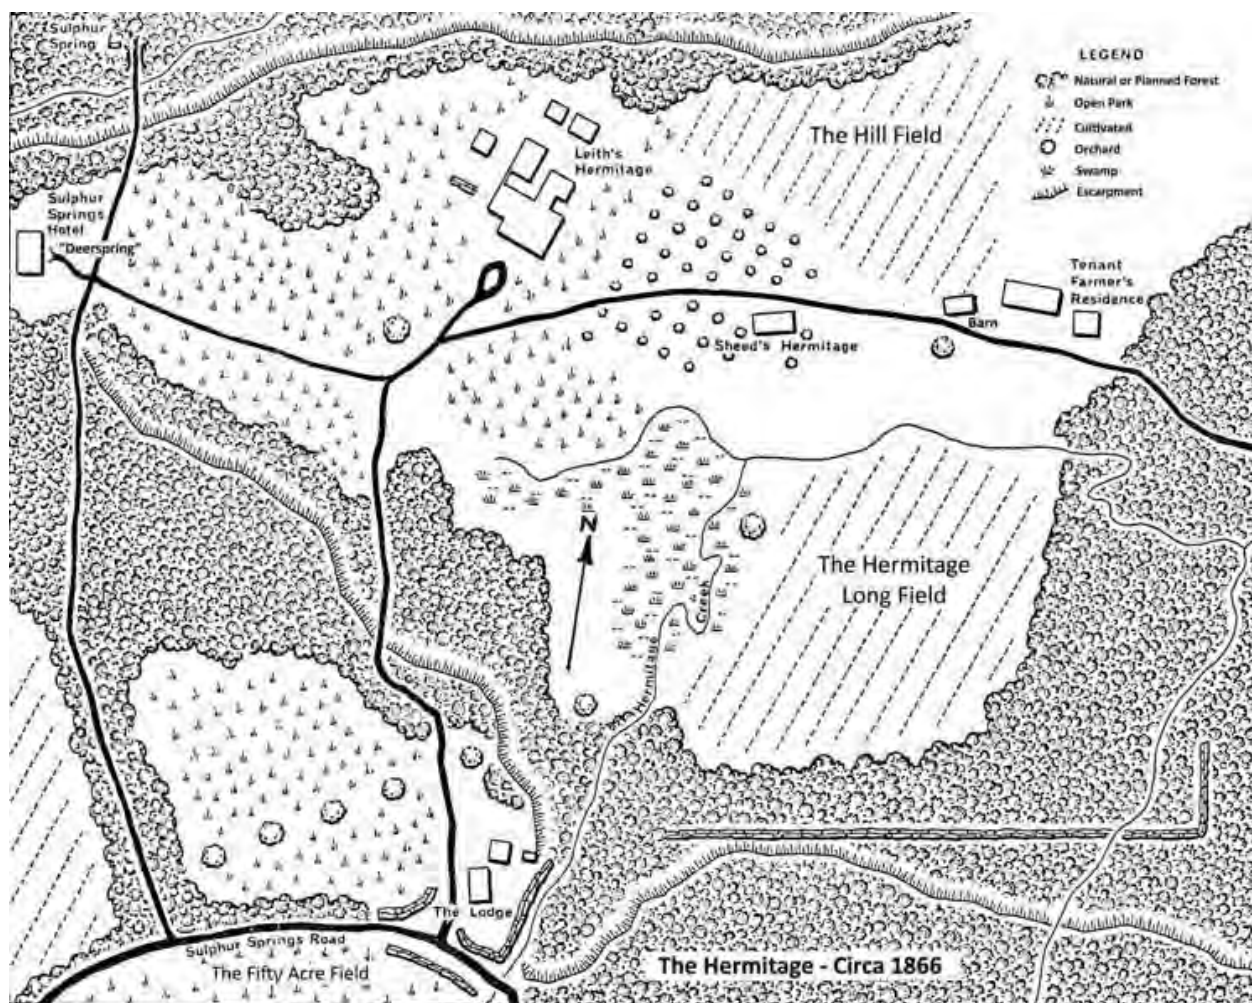 Sulphur
Spring
LEGEND
Natural or Planned Forest
Open Park
Cultivated
Orchard
Swamp
Escarpment
The Hill Field
Leith's
Hermitage
Sulphur
Springs
Hotel
"Deerspring"
Tenant
Farmer's
Residence
Barn
Sheed's Hermitage
N
The Hermitage
Long Field
Hermitage Creek
The Lodge
Sulphur Springs Road
The Fifty Acre Field
The Hermitage - Circa 1866